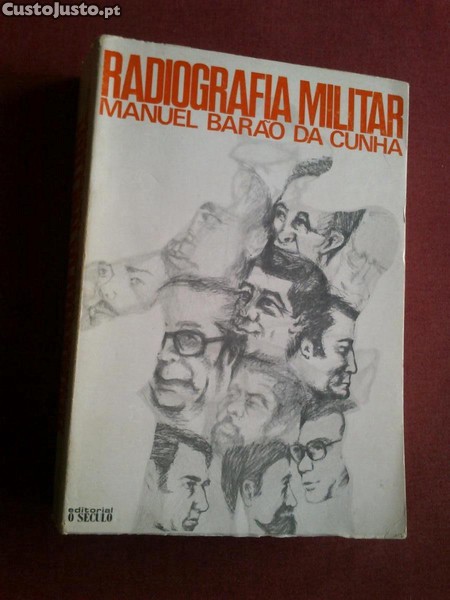 CustoJusto.pt
RADIOGRAFIA MILITAR
MANUEL BARÃO DA CUNHA
editorial
O SÉCULO